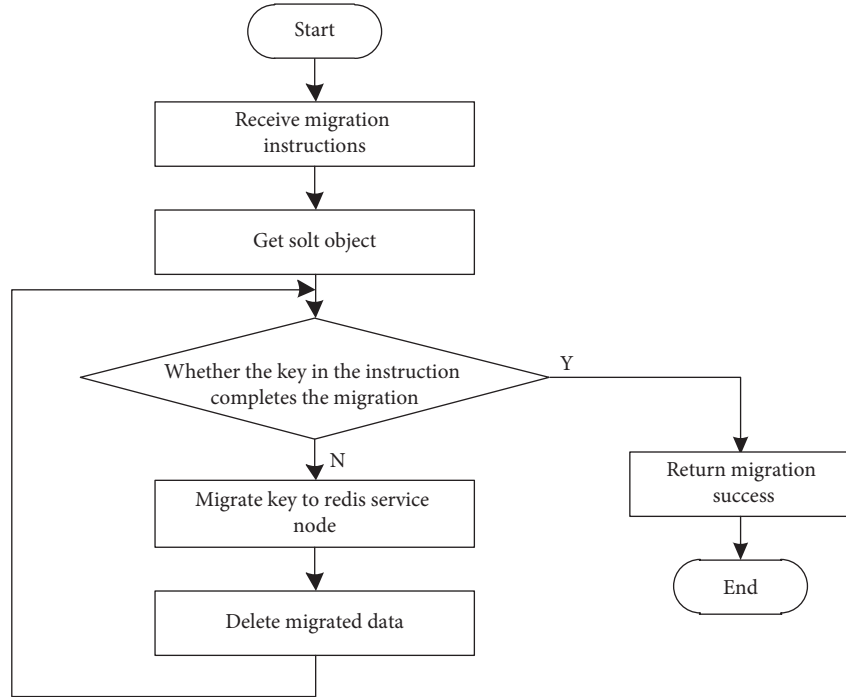 Start
Receive migration
instructions
Get solt object
Whether the key in the instruction
completes the migration
Y
N
Migrate key to redis service
node
Return migration
success
Delete migrated data
End